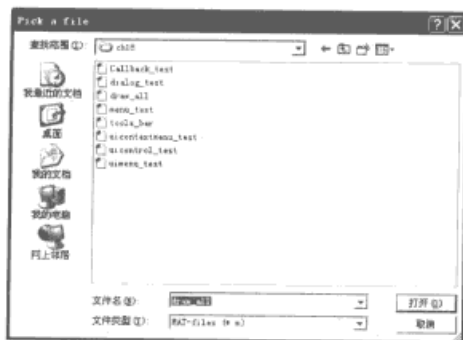 Pick a file
查找范围(I):
ch15
我最近的文档
桌面
我的文档
我的电脑
网上邻居
Callback_test
dialog_test
draw_all
menu_test
tools_bar
uicontextmenu_test
uicontrol_test
uimenu_test
文件名(N):
draw_all
打开(O)
文件类型(T):
MAT-files (*.m)
取消